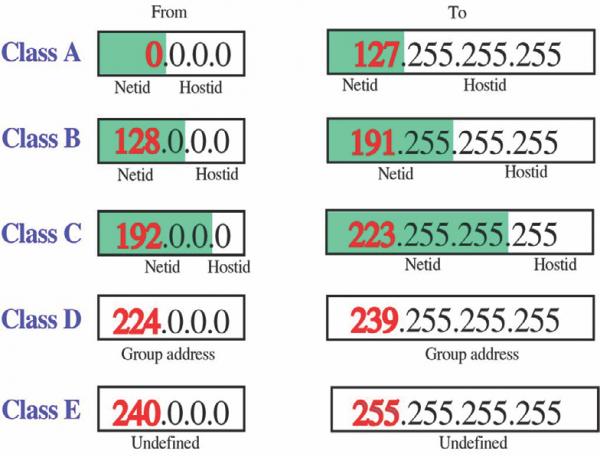 From To
Class A 0.0.0.0 127.255.255.255
Netid Hostid Netid Hostid
Class B 128.0.0.0 191.255.255.255
Netid Hostid Netid Hostid
Class C 192.0.0.0 223.255.255.255
Netid Hostid Netid Hostid
Class D 224.0.0.0 239.255.255.255
Group address Group address
Class E 240.0.0.0 255.255.255.255
Undefined Undefined